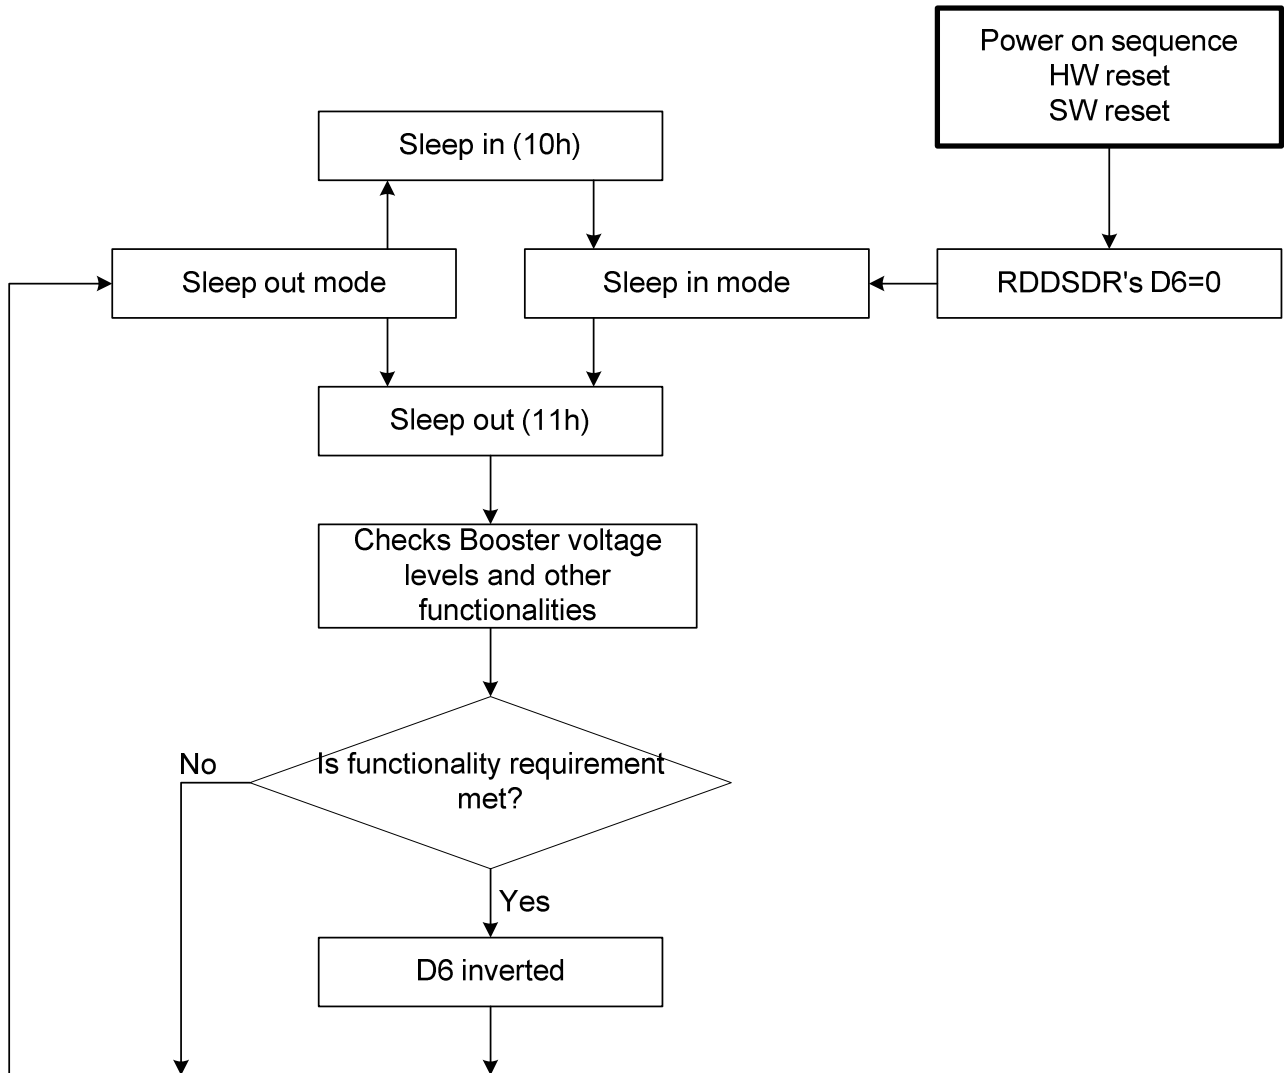 Power on sequence
HW reset
SW reset
Sleep in (10h)
Sleep out mode
Sleep in mode
RDDSDR's D6=0
Sleep out (11h)
Checks Booster voltage
levels and other
functionalities
No
Is functionality requirement
met?
Yes
D6 inverted